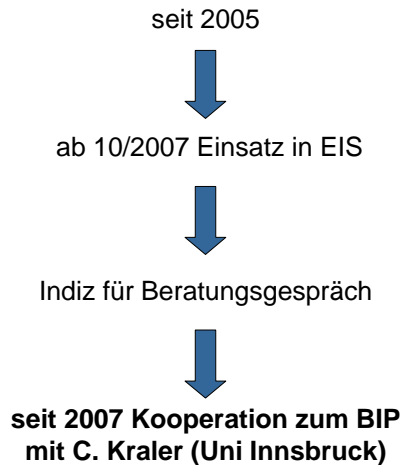 seit 2005
ab 10/2007 Einsatz in EIS
Indiz für Beratungsgespräch
seit 2007 Kooperation zum BIP
mit C. Kraler (Uni Innsbruck)